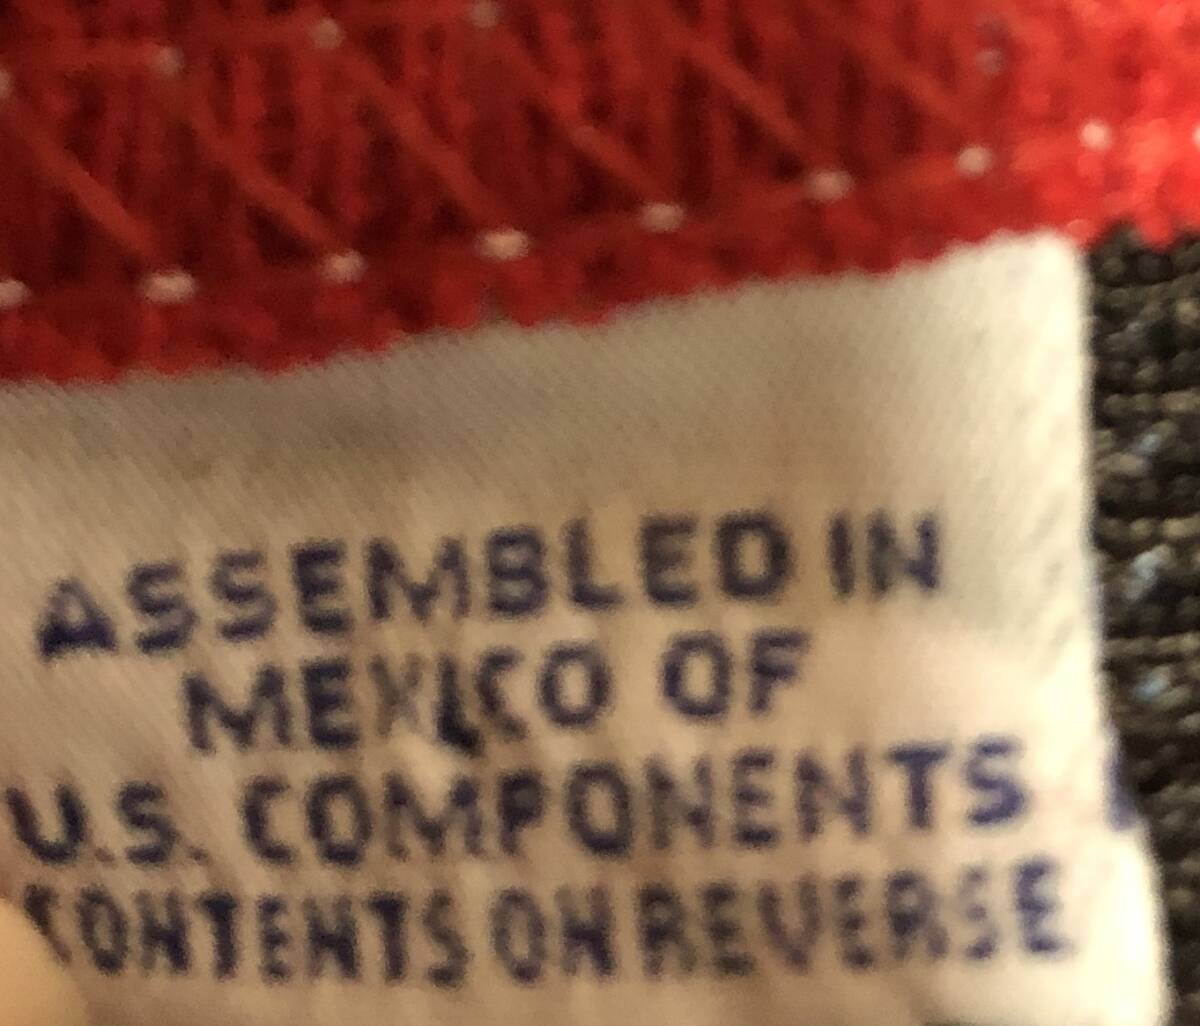 ASSEMBLED IN
MEXICO OF
U.S. COMPONENTS
CONTENTS ON REVERSE